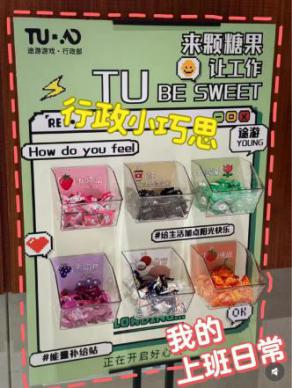 TU AD
途游游戏·行政部
来颗糖果
让工作
TU BE SWEET
行政小巧思
途游
YOUNG
How do you feel
#给生活加点阳光快乐
LOADING
#能量补给站
OK
正在开启好心
我的
上班日常